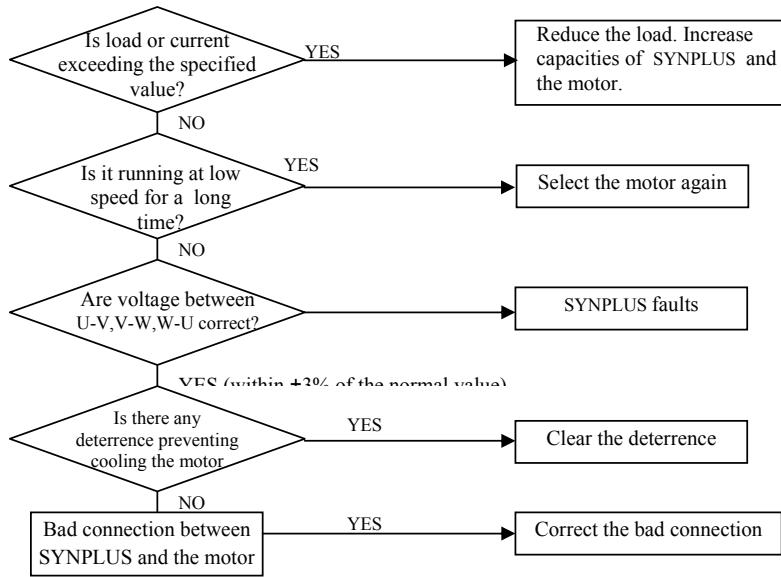 Is load or current
exceeding the specified
value?
YES
Reduce the load. Increase
capacities of SYNPLUS and
the motor.
NO
Is it running at low
speed for a long
time?
YES
Select the motor again
NO
Are voltage between
U-V,V-W,W-U correct?
SYNPLUS faults
YES (within ±3% of the normal value)
Is there any
deterrence preventing
cooling the motor
YES
Clear the deterrence
NO
Bad connection between
SYNPLUS and the motor
YES
Correct the bad connection